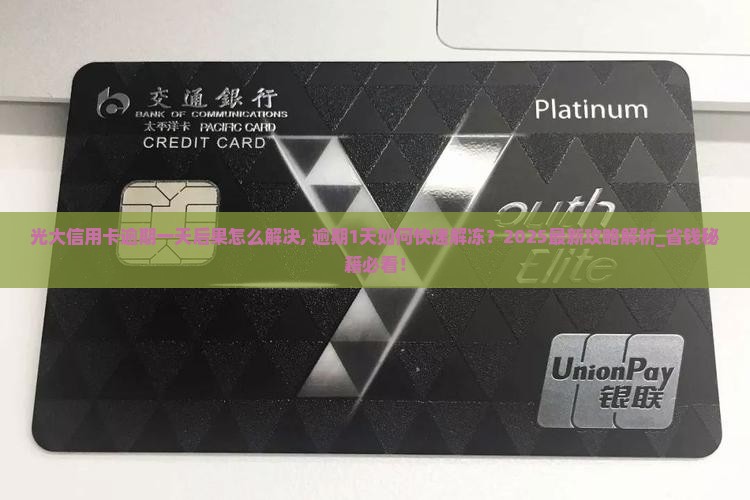 交通銀行
BANK OF COMMUNICATIONS
太平洋卡 PACIFIC CARD
CREDIT CARD
Platinum
outh
光大信用卡逾期一天后果怎么解决, 逾期1天如何快速解冻？2025最新攻略解析_省钱秘
籍必看！
Elite
UnionPay
银联